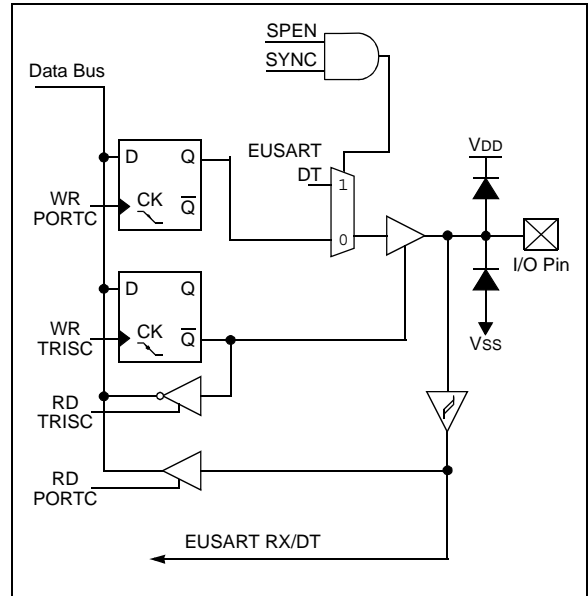 SPEN
SYNC
Data Bus
EUSART
DT
1
0
VDD
D Q
CK
Q
WR
PORTC
I/O Pin
D Q
CK
Q
WR
TRISC
VSS
RD
TRISC
RD
PORTC
EUSART RX/DT